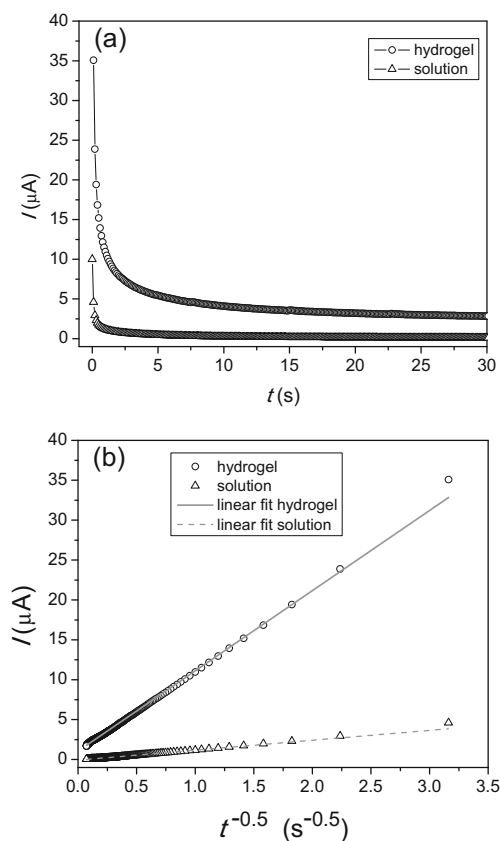 (a)
hydrogel
solution
40
35
30
25
20
15
10
5
0
I (μA)
0 5 10 15 20 25 30
t (s)
(b)
hydrogel
solution
linear fit hydrogel
linear fit solution
40
35
30
25
20
15
10
5
0
I (μA)
0.0 0.5 1.0 1.5 2.0 2.5 3.0 3.5
t⁻⁰·⁵ (s⁻⁰·⁵)